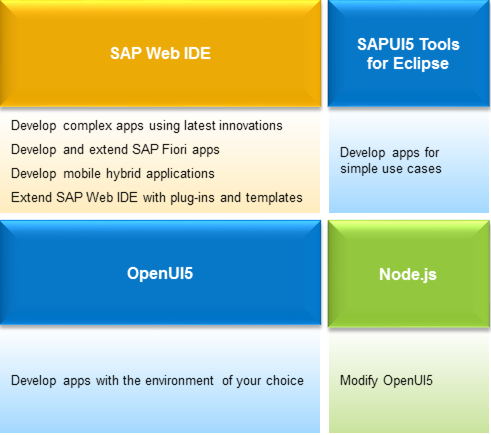 SAP Web IDE
Develop complex apps using latest innovations
Develop and extend SAP Fiori apps
Develop mobile hybrid applications
Extend SAP Web IDE with plug-ins and templates
SAPUI5 Tools
for Eclipse
Develop apps for
simple use cases
OpenUI5
Develop apps with the environment of your choice
Node.js
Modify OpenUI5